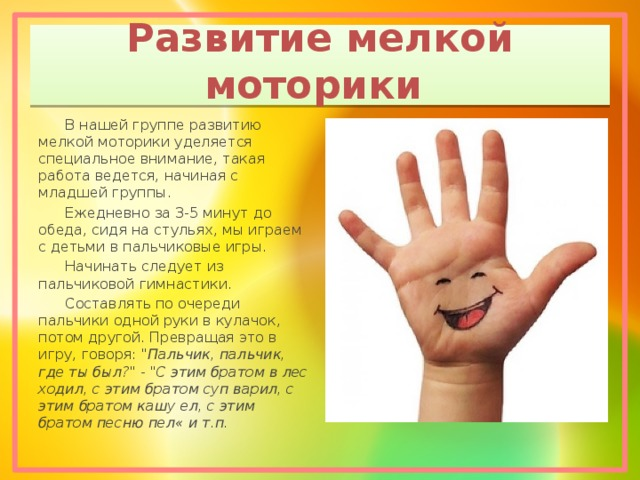 Развитие мелкой
моторики
В нашей группе развитию
мелкой моторики уделяется
специальное внимание, такая
работа ведется, начиная с
младшей группы.
Ежедневно за 3-5 минут до
обеда, сидя на стульях, мы играем
с детьми в пальчиковые игры.
Начинать следует из
пальчиковой гимнастики.
Составлять по очереди
пальчики одной руки в кулачок,
потом другой. Превращая это в
игру, говоря: "Пальчик, пальчик,
где ты был?" - "С этим братом в лес
ходил, с этим братом суп варил, с
этим братом кашу ел, с этим
братом песню пел« и т.п.